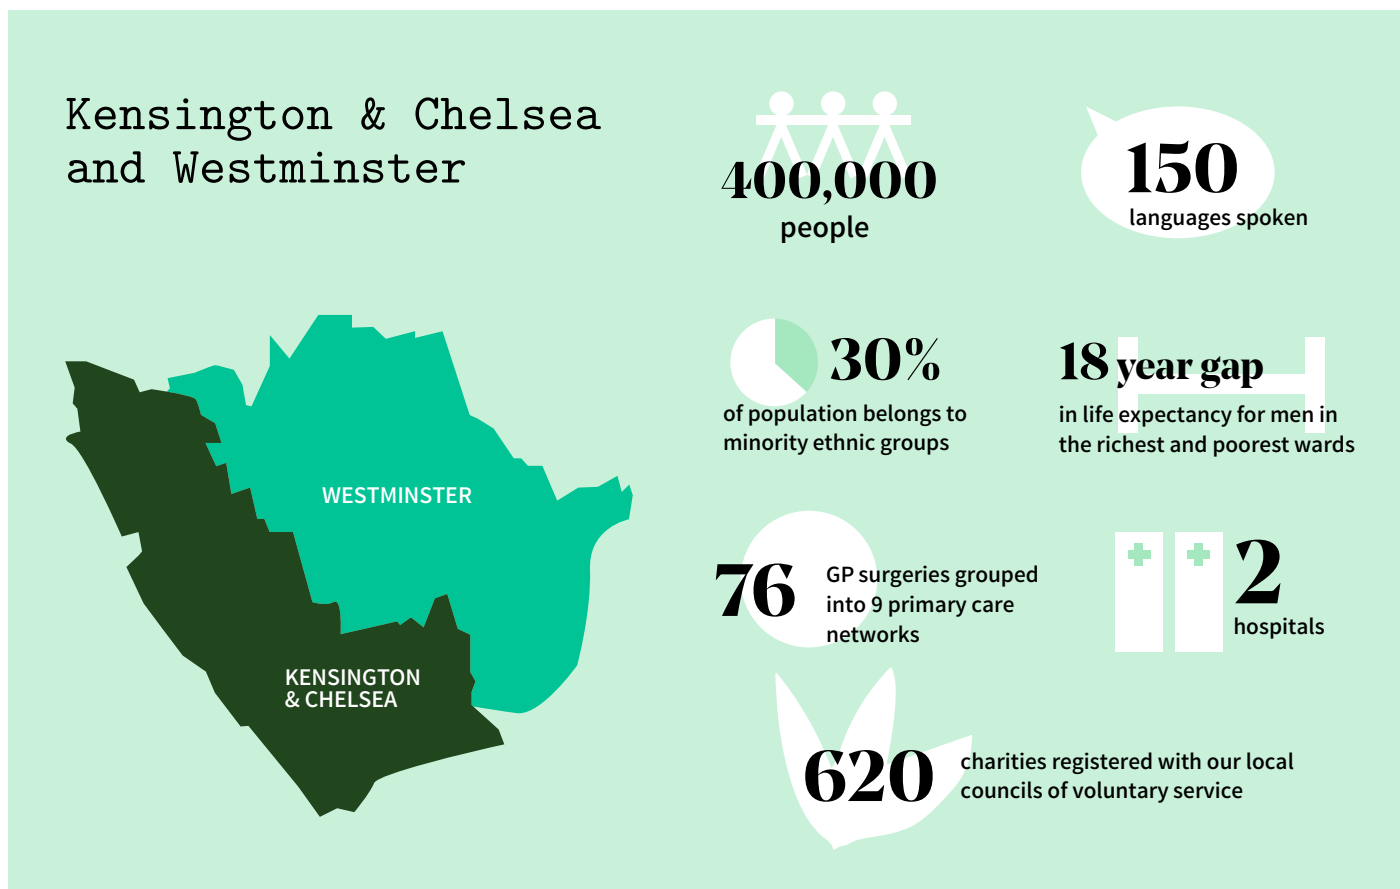 Kensington & Chelsea
and Westminster
400,000
people
150
languages spoken
30%
of population belongs to
minority ethnic groups
18 year gap
in life expectancy for men in
the richest and poorest wards
WESTMINSTER
KENSINGTON
& CHELSEA
76
GP surgeries grouped
into 9 primary care
networks
2
hospitals
620
charities registered with our local
councils of voluntary service